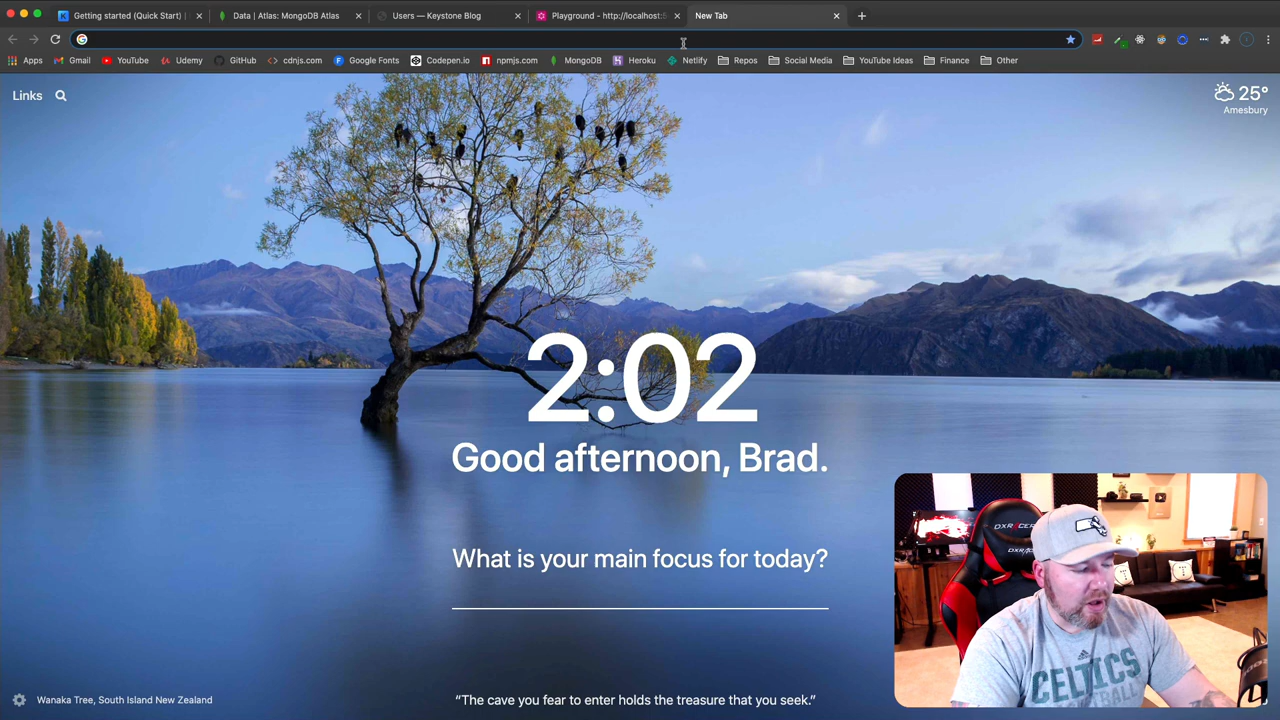 Getting started (Quick Start) |
Data | Atlas: MongoDB Atlas
Users — Keystone Blog
Playground - http://localhost:5
New Tab
Apps
Gmail
YouTube
Udemy
GitHub
cdnjs.com
Google Fonts
Codepen.io
npmjs.com
MongoDB
Heroku
Netlify
Repos
Social Media
YouTube Ideas
Finance
Other
Links
25°
Amesbury
2:02
Good afternoon, Brad.
What is your main focus for today?
DXRACER
CELTICS
Wanaka Tree, South Island New Zealand
“The cave you fear to enter holds the treasure that you seek.”